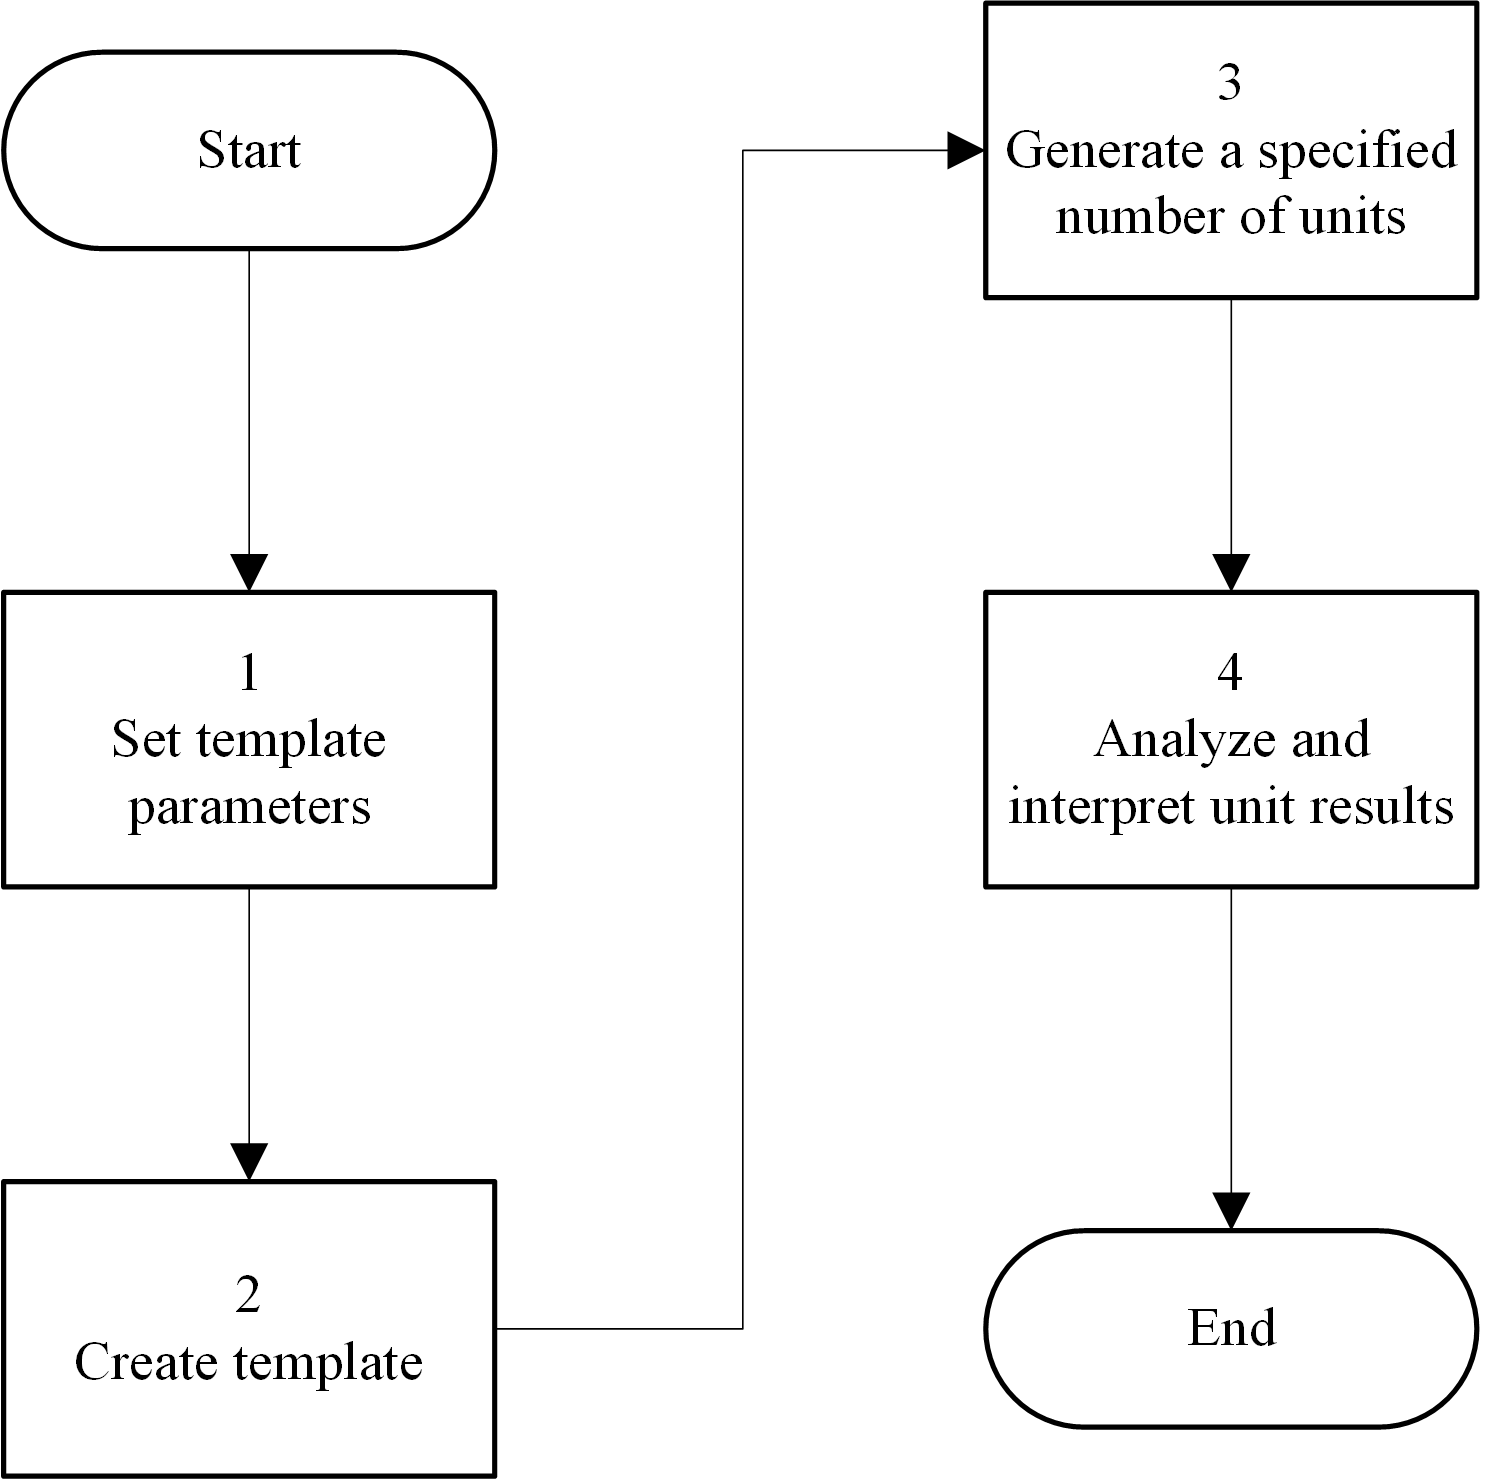 Start
1
Set template
parameters
2
Create template
3
Generate a specified
number of units
4
Analyze and
interpret unit results
End